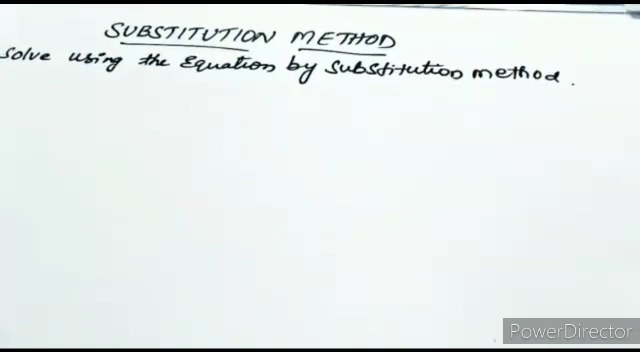 SUBSTITUTION METHOD
Solve using the Equation by Substitution method.
PowerDirector